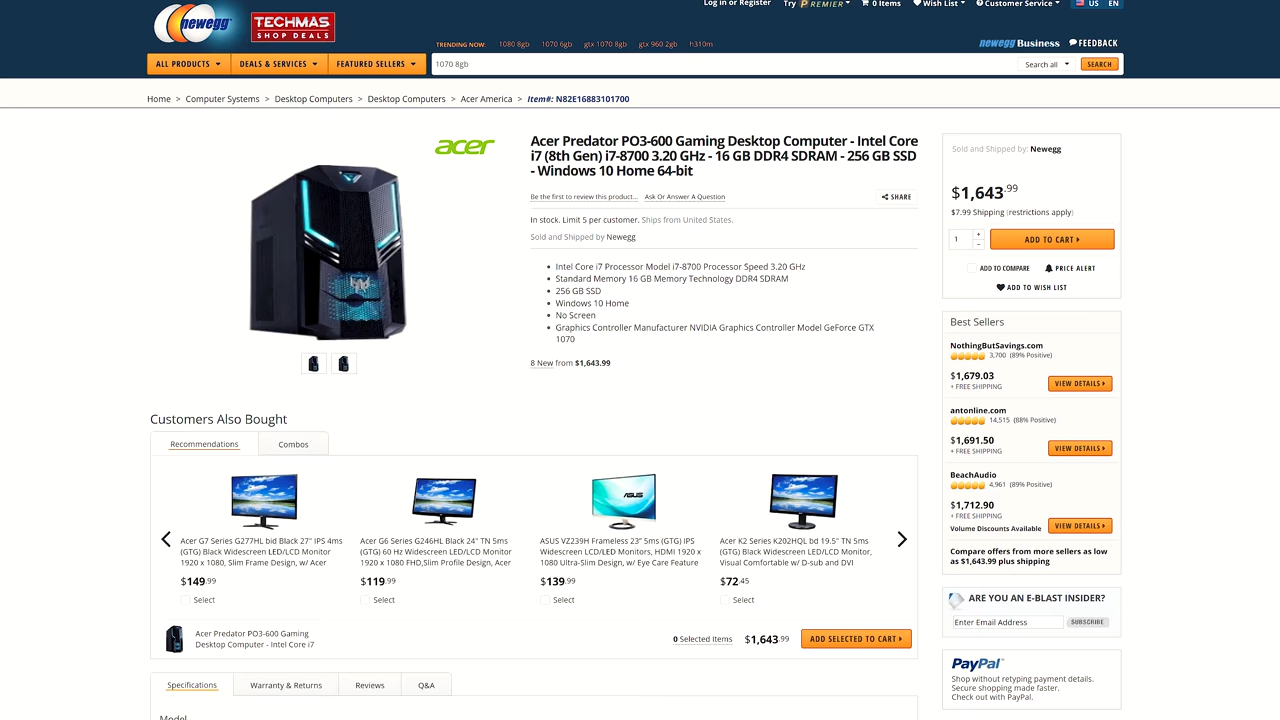 Log in or Register
Try PREMIER
0 Items
Wish List
Customer Service
US EN
newegg
TECHMAS
SHOP DEALS
TRENDING NOW: 1080 8gb 1070 6gb gtx 1070 8gb gtx 960 2gb h310m
newegg Business
FEEDBACK
ALL PRODUCTS
DEALS & SERVICES
FEATURED SELLERS
1070 8gb
Search all
SEARCH
Home > Computer Systems > Desktop Computers > Desktop Computers > Acer America > Item#: N82E16883101700
acer
Acer Predator PO3-600 Gaming Desktop Computer - Intel Core
i7 (8th Gen) i7-8700 3.20 GHz - 16 GB DDR4 SDRAM - 256 GB SSD
- Windows 10 Home 64-bit
Be the first to review this product... Ask Or Answer A Question
SHARE
In stock. Limit 5 per customer. Ships from United States.
Sold and Shipped by Newegg
Intel Core i7 Processor Model i7-8700 Processor Speed 3.20 GHz
Standard Memory 16 GB Memory Technology DDR4 SDRAM
256 GB SSD
Windows 10 Home
No Screen
Graphics Controller Manufacturer NVIDIA Graphics Controller Model GeForce GTX
1070
8 New from $1,643.99
Sold and Shipped by: Newegg
$1,643.99
$7.99 Shipping (restrictions apply)
1
+
-
ADD TO CART
ADD TO COMPARE
PRICE ALERT
ADD TO WISH LIST
Best Sellers
NothingButSavings.com
3,700 (89% Positive)
$1,679.03
+ FREE SHIPPING
VIEW DETAILS
antonline.com
14,515 (88% Positive)
$1,691.50
+ FREE SHIPPING
VIEW DETAILS
BeachAudio
4,961 (89% Positive)
$1,712.90
+ FREE SHIPPING
Volume Discounts Available
VIEW DETAILS
Compare offers from more sellers as low
as $1,643.99 plus shipping
Customers Also Bought
Recommendations
Combos
Acer G7 Series G277HL bid Black 27" IPS 4ms
(GTG) Black Widescreen LED/LCD Monitor
1920 x 1080, Slim Frame Design, w/ Acer
$149.99
Select
Acer G6 Series G246HL Black 24" TN 5ms
(GTG) 60 Hz Widescreen LED/LCD Monitor
1920 x 1080 FHD,Slim Profile Design, Acer
$119.99
Select
ASUS
ASUS VZ239H Frameless 23" 5ms (GTG) IPS
Widescreen LCD/LED Monitors, HDMI 1920 x
1080 Ultra-Slim Design, w/ Eye Care Feature
$139.99
Select
Acer K2 Series K202HQL bd 19.5" TN 5ms
(GTG) Black Widescreen LED/LCD Monitor,
Visual Comfortable w/ D-sub and DVI
$72.45
Select
Acer Predator PO3-600 Gaming
Desktop Computer - Intel Core i7
0 Selected Items
$1,643.99
ADD SELECTED TO CART
ARE YOU AN E-BLAST INSIDER?
Enter Email Address
SUBSCRIBE
PayPal
Shop without retyping payment details.
Secure shopping made faster.
Check out with PayPal.
Specifications
Warranty & Returns
Reviews
Q&A
Model